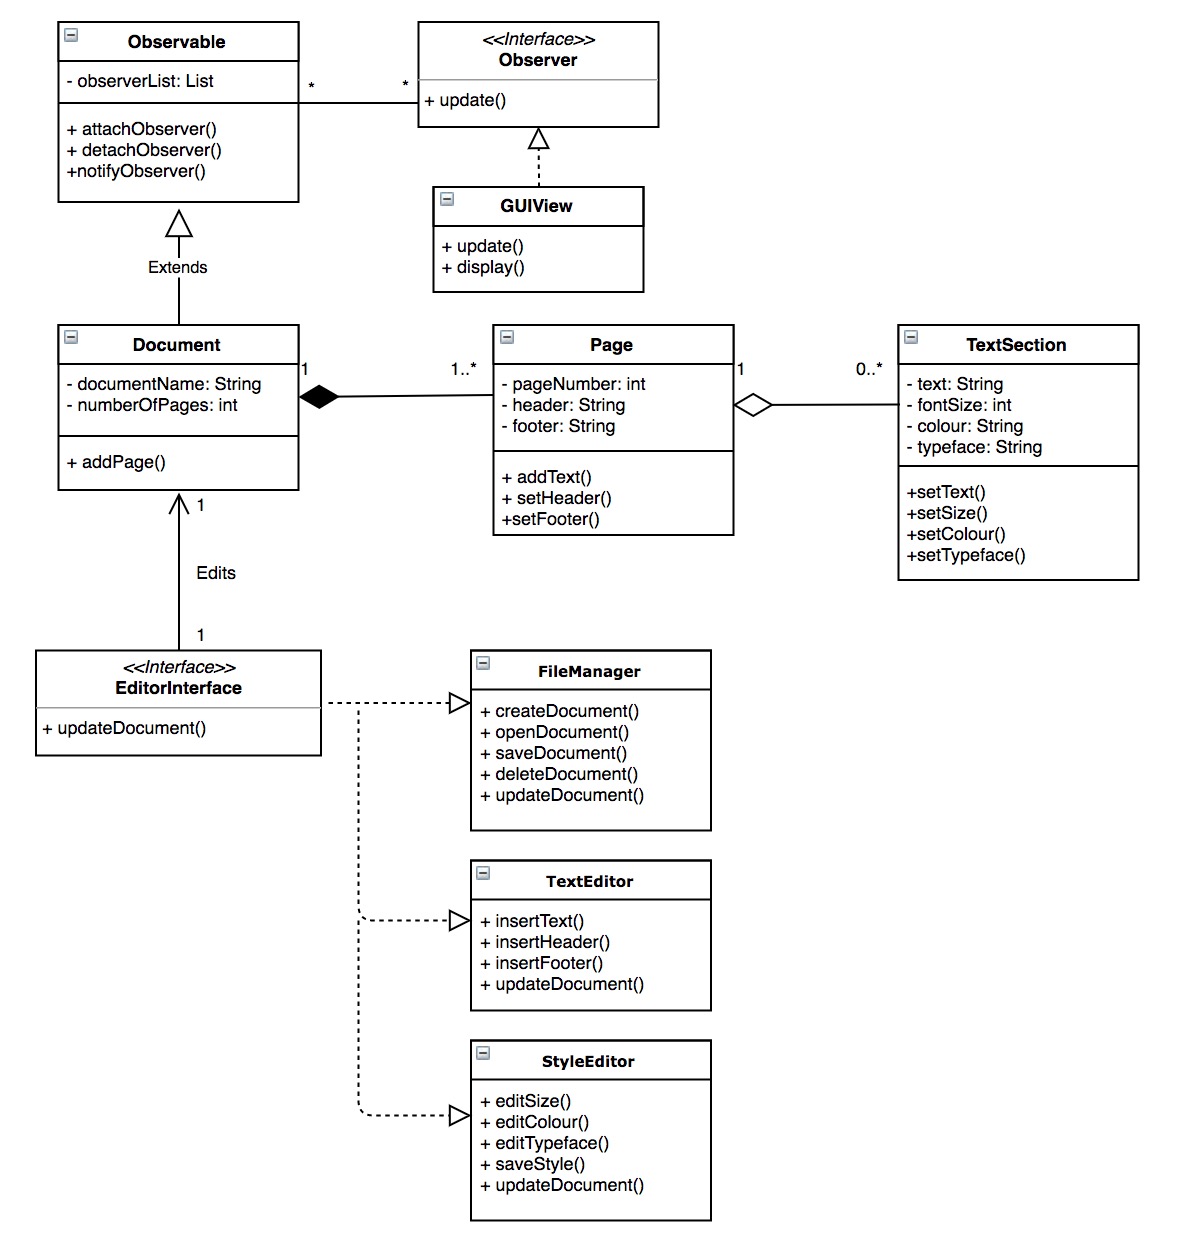 Observable
- observerList: List
+ attachObserver()
+ detachObserver()
+notifyObserver()
*
*
<<Interface>>
Observer
+ update()
GUIView
+ update()
+ display()
Extends
Document
- documentName: String
- numberOfPages: int
+ addPage()
1
1..*
Page
- pageNumber: int
- header: String
- footer: String
+ addText()
+ setHeader()
+setFooter()
1
0..*
TextSection
- text: String
- fontSize: int
- colour: String
- typeface: String
+setText()
+setSize()
+setColour()
+setTypeface()
1
Edits
1
<<Interface>>
EditorInterface
+ updateDocument()
FileManager
+ createDocument()
+ openDocument()
+ saveDocument()
+ deleteDocument()
+ updateDocument()
TextEditor
+ insertText()
+ insertHeader()
+ insertFooter()
+ updateDocument()
StyleEditor
+ editSize()
+ editColour()
+ editTypeface()
+ saveStyle()
+ updateDocument()